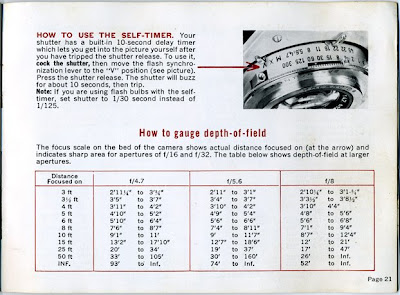 HOW TO USE THE SELF-TIMER. Your
shutter has a built-in 10-second delay timer
which lets you get into the picture yourself after
you have tripped the shutter release. To use it,
cock the shutter, then move the flash synchro-
nization lever to the "V" position (see picture).
Press the shutter release. The shutter will buzz
for about 10 seconds, then trip.
Note: If you are using flash bulbs with the self-
timer, set shutter to 1/30 second instead of
1/125.
How to gauge depth-of-field
The focus scale on the bed of the camera shows actual distance focused on (at the arrow) and
indicates sharp area for apertures of f/16 and f/32. The table below shows depth-of-field at larger
apertures.
Distance
Focused on f/4.7 f/5.6 f/8
3 ft 2'11¼" to 3'¾" 2'11" to 3'1" 2'10¼" to 3'1-¾"
3½ ft 3'5" to 3'7" 3'4" to 3'7" 3'3½" to 3'8½"
4 ft 3'11" to 4'2" 3'10" to 4'2" 3'10" 4'4"
5 ft 4'10" to 5'2" 4'9" to 5'4" 4'8" to 5'6"
6 ft 5'10" to 6'4" 5'6" to 6'6" 5'6" to 6'8"
8 ft 7'6" to 8'7" 7'4" to 8'11" 7'1" to 9'4"
10 ft 9'1" to 11' 9' to 11'7" 8'7" to 12'4"
15 ft 13'2" to 17'10" 12'7" to 18'6" 12' to 21'
25 ft 20' to 34' 19' to 37' 17' to 47'
50 ft 33' to 105' 30' to 160' 26' to Inf.
INF. 93' to Inf. 74' to Inf. 52' to Inf.
Page 21